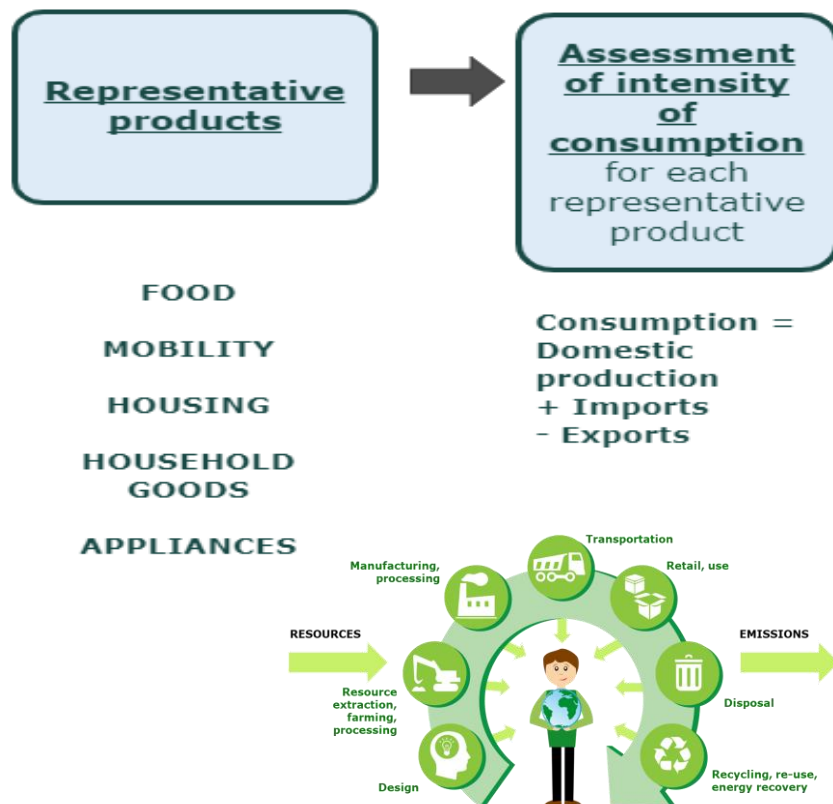 Representative
products
Assessment
of intensity
of
consumption
for each
representative
product
FOOD
MOBILITY
HOUSING
HOUSEHOLD
GOODS
APPLIANCES
Consumption =
Domestic
production
+ Imports
- Exports
Transportation
Manufacturing,
processing
Retail, use
RESOURCES
EMISSIONS
Resource
extraction,
farming,
processing
Disposal
Design
Recycling, re-use,
energy recovery